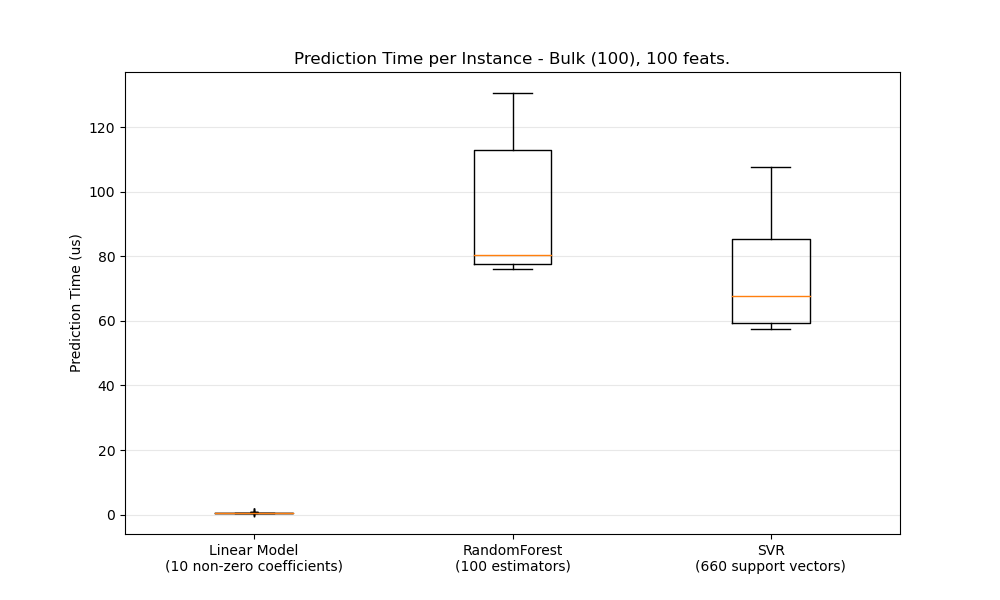 Prediction Time per Instance - Bulk (100), 100 feats.
Prediction Time (us)
120
100
80
60
40
20
0
Linear Model
(10 non-zero coefficients)
RandomForest
(100 estimators)
SVR
(660 support vectors)